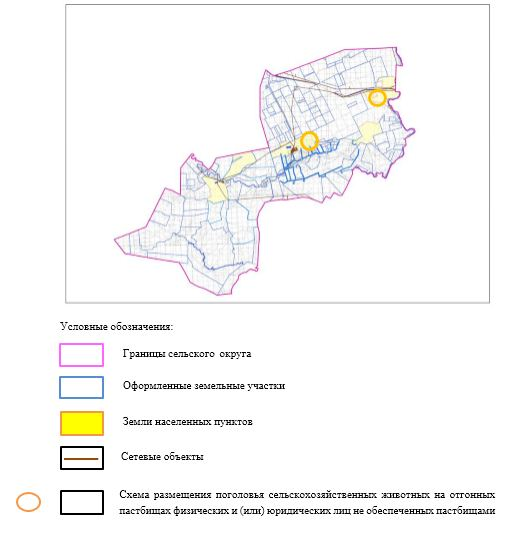 Условные обозначения:
Границы сельского округа
Оформленные земельные участки
Земли населенных пунктов
Сетевые объекты
Схема размещения поголовья сельскохозяйственных животных на отгонных
пастбищах физических и (или) юридических лиц не обеспеченных пастбищами